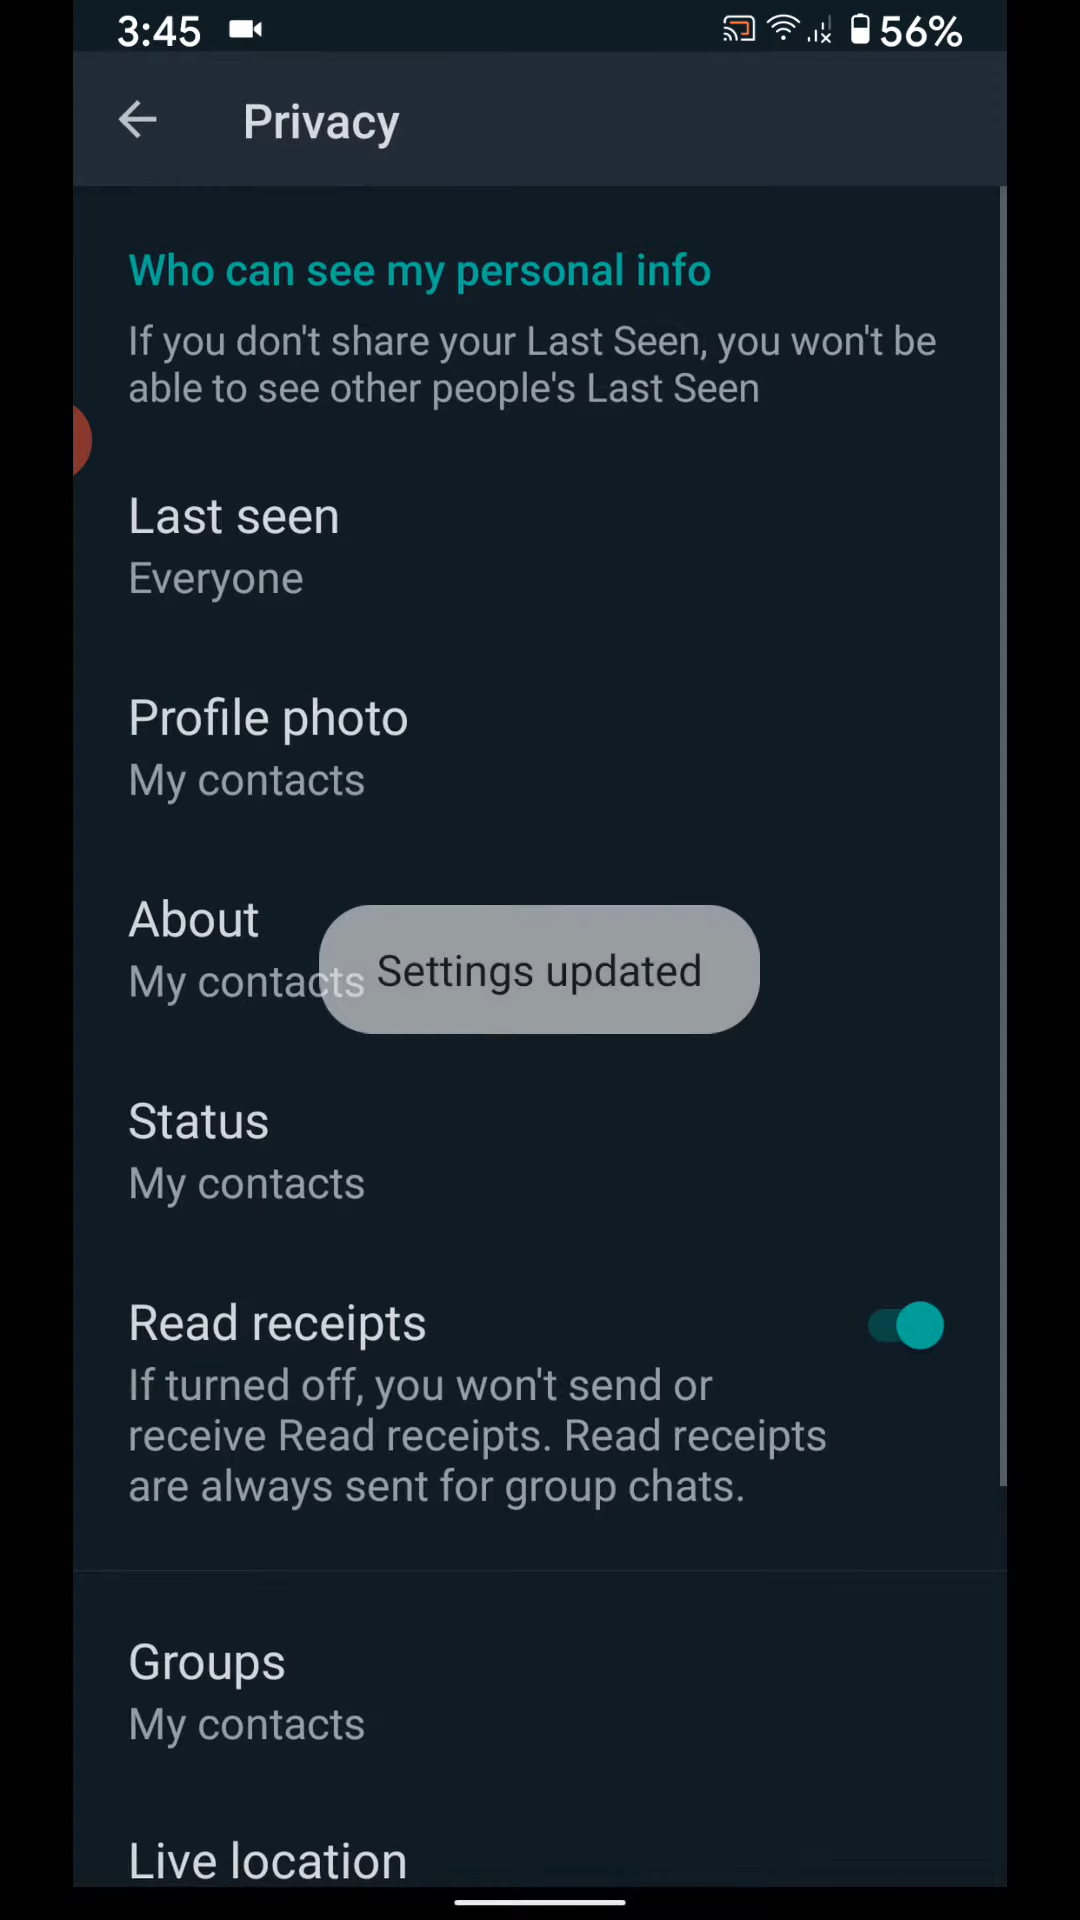 3:45 56%
Privacy
Who can see my personal info
If you don't share your Last Seen, you won't be
able to see other people's Last Seen
Last seen
Everyone
Profile photo
My contacts
About
My contacts
Settings updated
Status
My contacts
Read receipts
If turned off, you won't send or
receive Read receipts. Read receipts
are always sent for group chats.
Groups
My contacts
Live location